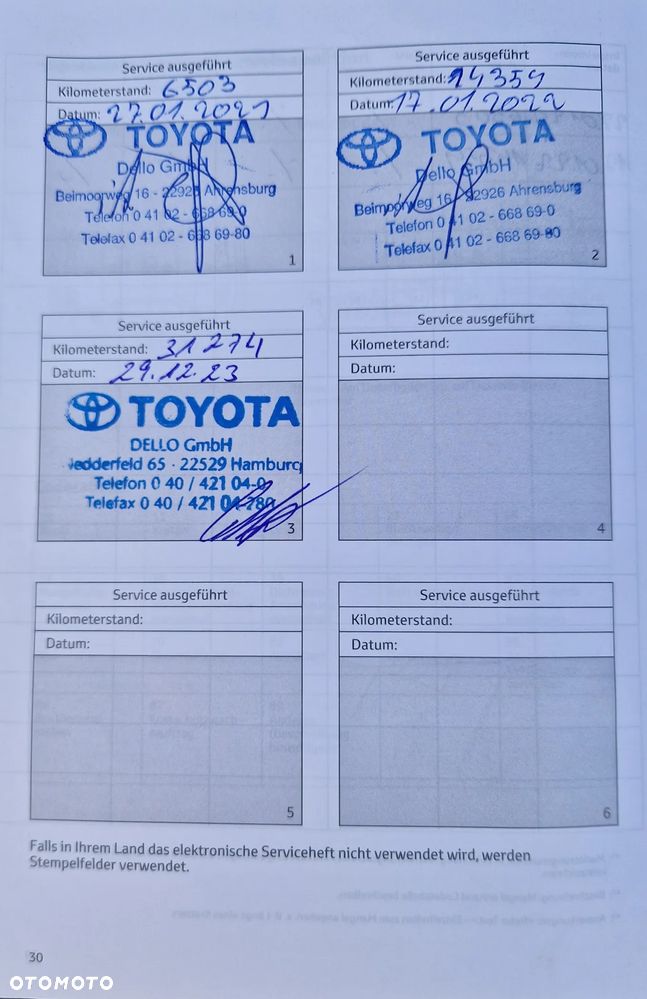 Service ausgeführt
Kilometerstand: 6503
Datum: 27.01.2021
TOYOTA
Dello GmbH
Beimoorweg 16 - 22926 Ahrensburg
Telefon 0 41 02 - 668 69-0
Telefax 0 41 02 - 668 69-80
1
Service ausgeführt
Kilometerstand: 14359
Datum: 17.01.2022
TOYOTA
Dello GmbH
Beimoorweg 16 - 22926 Ahrensburg
Telefon 0 41 02 - 668 69-0
Telefax 0 41 02 - 668 69-80
2
Service ausgeführt
Kilometerstand: 31274
Datum: 29.12.23
TOYOTA
DELLO GmbH
Nedderfeld 65 · 22529 Hamburg
Telefon 0 40 / 421 04-0
Telefax 0 40 / 421 04-280
3
Service ausgeführt
Kilometerstand:
Datum:
4
Service ausgeführt
Kilometerstand:
Datum:
5
Service ausgeführt
Kilometerstand:
Datum:
6
Falls in Ihrem Land das elektronische Serviceheft nicht verwendet wird, werden
Stempelfelder verwendet.
30
OTOMOTO